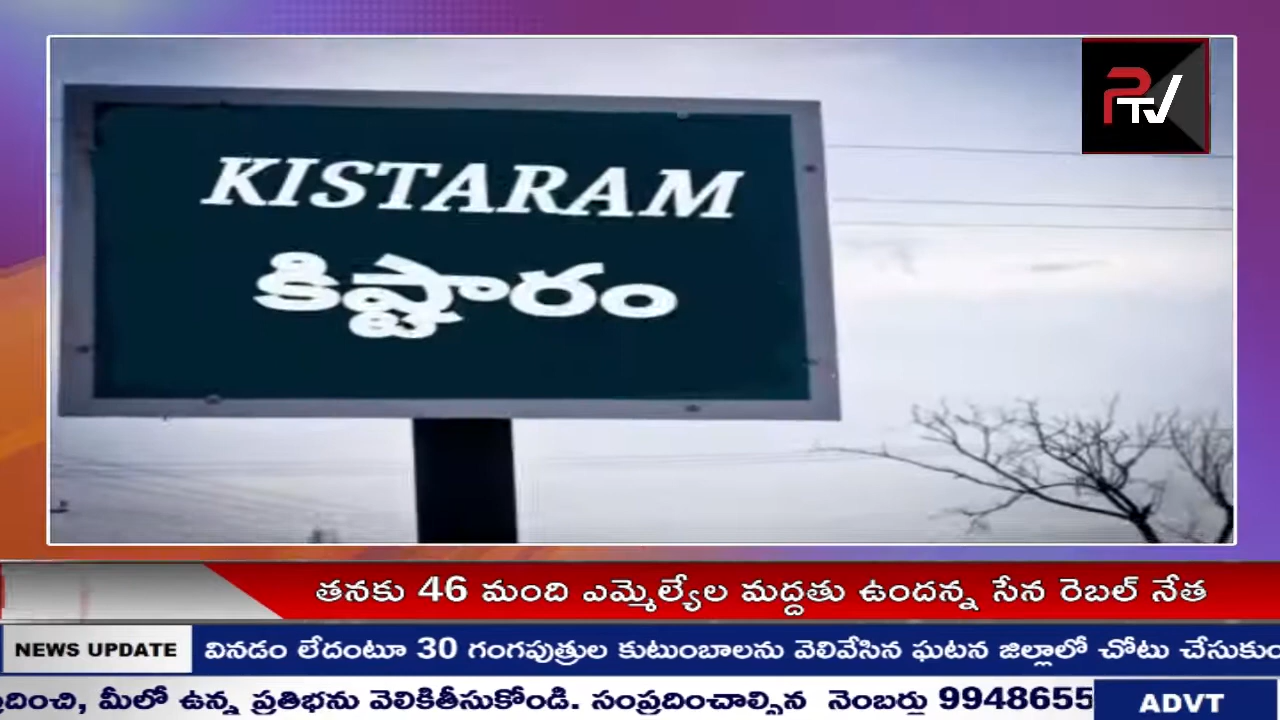 PTV
KISTARAM
కిష్టారం
తనకు 46 మంది ఎమ్మెల్యేల మద్దతు ఉందన్న సేన రెబల్ నేత
NEWS UPDATE
వినడం లేదంటూ 30 గంగపుత్రుల కుటుంబాలను వెలివేసిన ఘటన జిల్లాలో చోటు
మీలో ఉన్న ప్రతిభను వెలికితీసుకోండి. సంప్రదించాల్సిన నెంబర్లు 9948655
ADVT